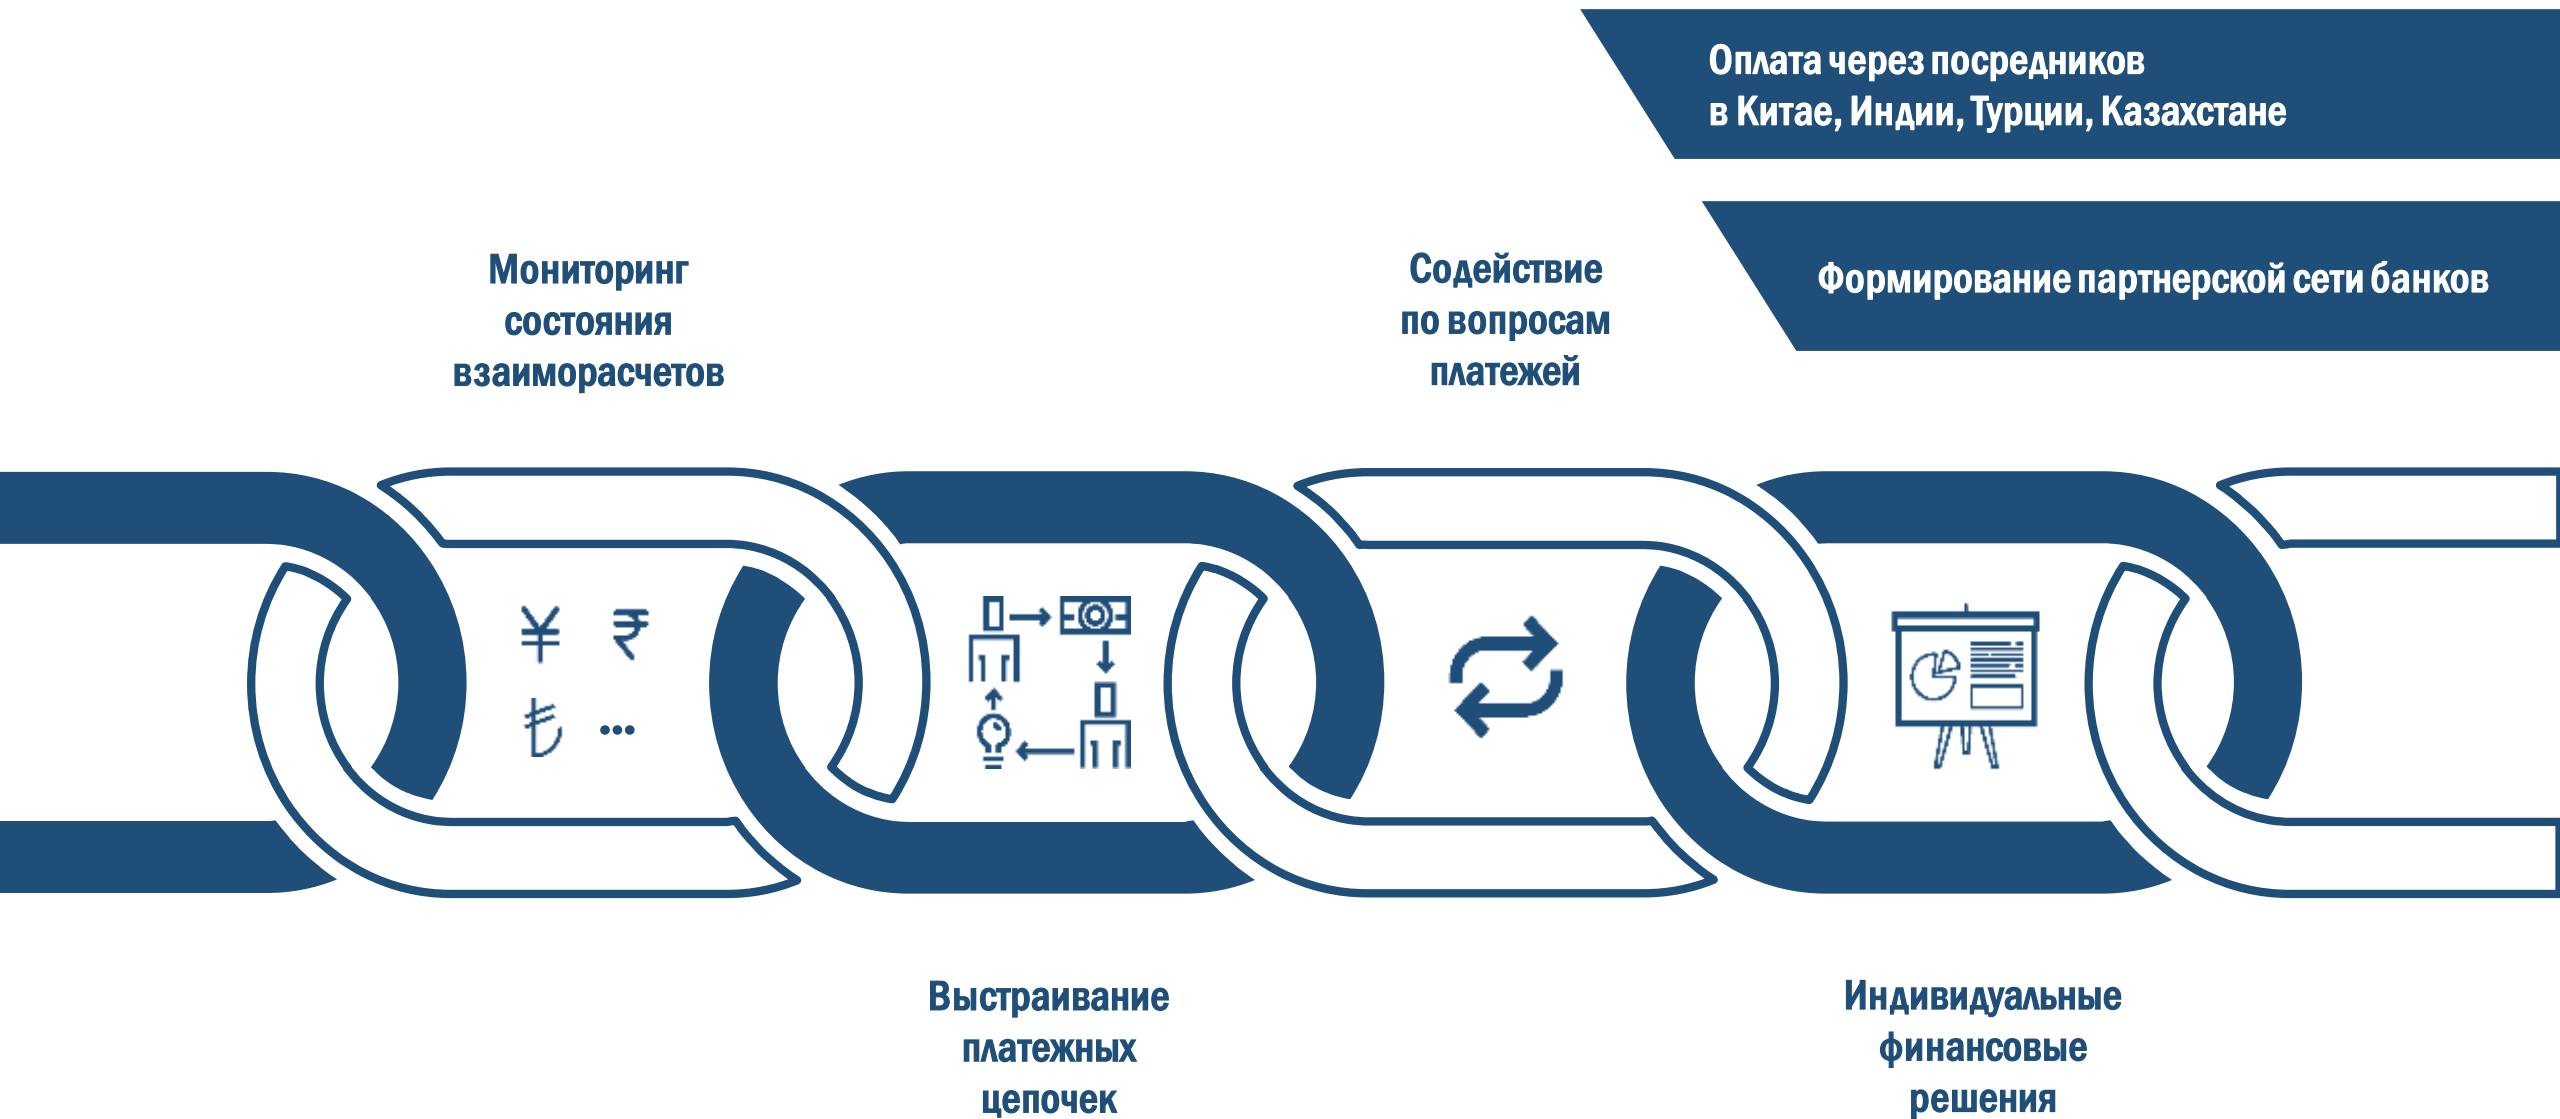 Оплата через посредников
в Китае, Индии, Турции, Казахстане
Формирование партнерской сети банков
Мониторинг
состояния
взаиморасчетов
Содействие
по вопросам
платежей
¥ ₹
₺ ...
Выстраивание
платежных
цепочек
Индивидуальные
финансовые
решения